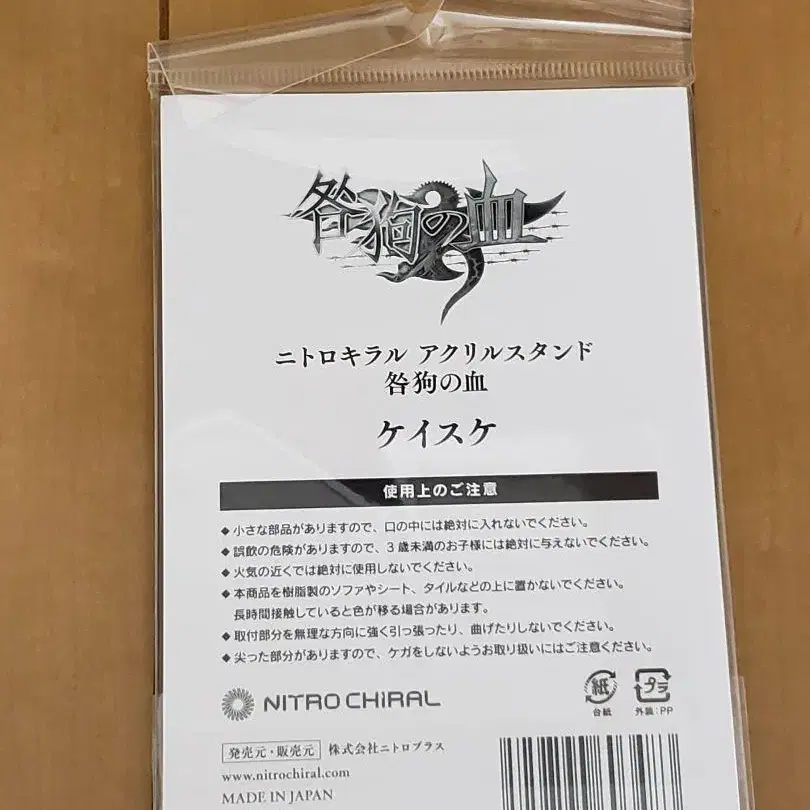 咎狗の血
ニトロキラル アクリルスタンド
咎狗の血
ケイスケ
使用上のご注意
◆小さな部品がありますので、口の中には絶対に入れないでください。
◆誤飲の危険がありますので、3歳未満のお子様には絶対に与えないでください。
◆火気の近くでは絶対に使用しないでください。
◆本商品を樹脂製のソファやシート、タイルなどの上に置かないでください。
長時間接触していると色が移る場合があります。
◆取付部分を無理な方向に強く引っ張ったり、曲げたりしないでください。
◆尖った部分がありますので、ケガをしないようお取り扱いにはご注意ください。
NITRO CHiRAL
紙 プラ
台紙 外装:PP
発売元・販売元 株式会社ニトロプラス
www.nitrochiral.com
MADE IN JAPAN